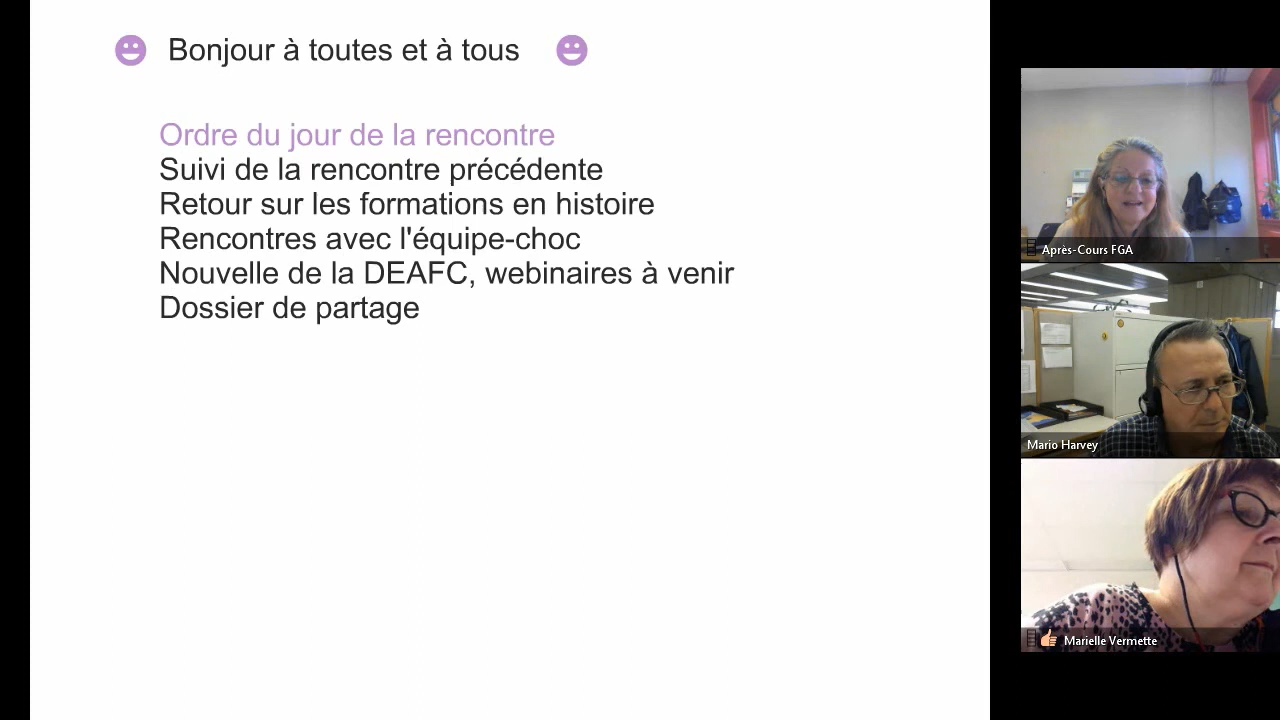 Bonjour à toutes et à tous
Ordre du jour de la rencontre
Suivi de la rencontre précédente
Retour sur les formations en histoire
Rencontres avec l'équipe-choc
Nouvelle de la DEAFC, webinaires à venir
Dossier de partage
Après-Cours FGA
Mario Harvey
Marielle Vermette